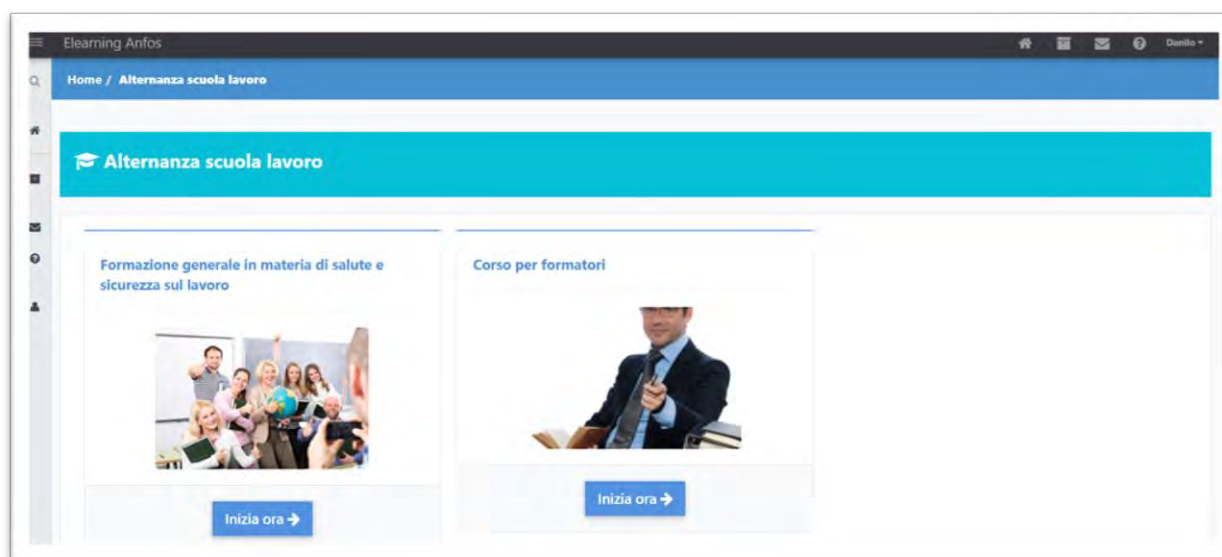 Elearning Anfos
Danilo
Home / Alternanza scuola lavoro
Alternanza scuola lavoro
Formazione generale in materia di salute e
sicurezza sul lavoro
Corso per formatori
Inizia ora
Inizia ora